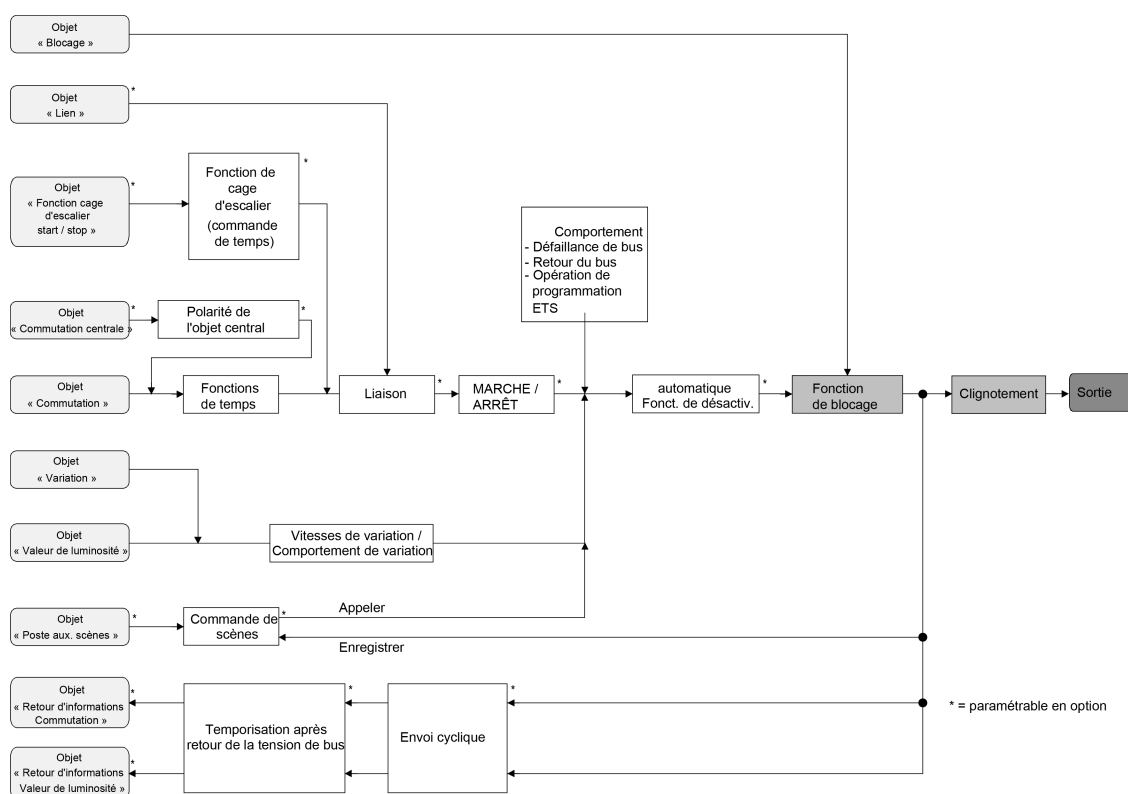 Objet
« Blocage »
Objet
« Lien »
*
Objet
« Fonction cage
d'escalier
start / stop »
*
Fonction de
cage
d'escalier
(commande
de temps)
*
Comportement
- Défaillance de bus
- Retour du bus
- Opération de
programmation
ETS
Objet
« Commutation centrale »
*
Polarité de
l'objet central
*
Objet
« Commutation »
Fonctions
de temps
Liaison
*
MARCHE /
ARRÊT
*
automatique
Fonct. de désactiv.
*
Fonction
de blocage
Clignotement
Sortie
Objet
« Variation »
Objet
« Valeur de luminosité »
Vitesses de variation /
Comportement de variation
Objet
« Poste aux. scènes »
*
Commande de
scènes
*
Appeler
Enregistrer
Objet
« Retour d'informations
Commutation »
*
Temporisation après
retour de la tension de bus
*
Envoi cyclique
*
* = paramétrable en option
Objet
« Retour d'informations
Valeur de luminosité »
*